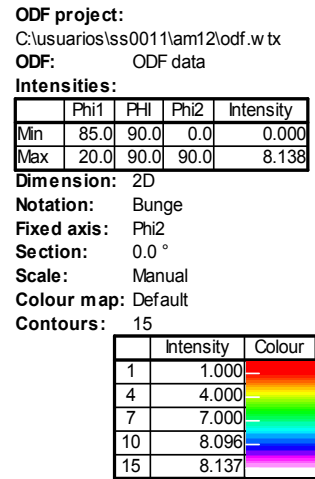 ODF project:
C:\usuarios\ss0011\am12\odf.wtx
ODF: ODF data
Intensities:
Phi1 PHI Phi2 Intensity
Min 85.0 90.0 0.0 0.000
Max 20.0 90.0 90.0 8.138
Dimension: 2D
Notation: Bunge
Fixed axis: Phi2
Section: 0.0 °
Scale: Manual
Colour map: Default
Contours: 15
Intensity Colour
1 1.000
4 4.000
7 7.000
10 8.096
15 8.137